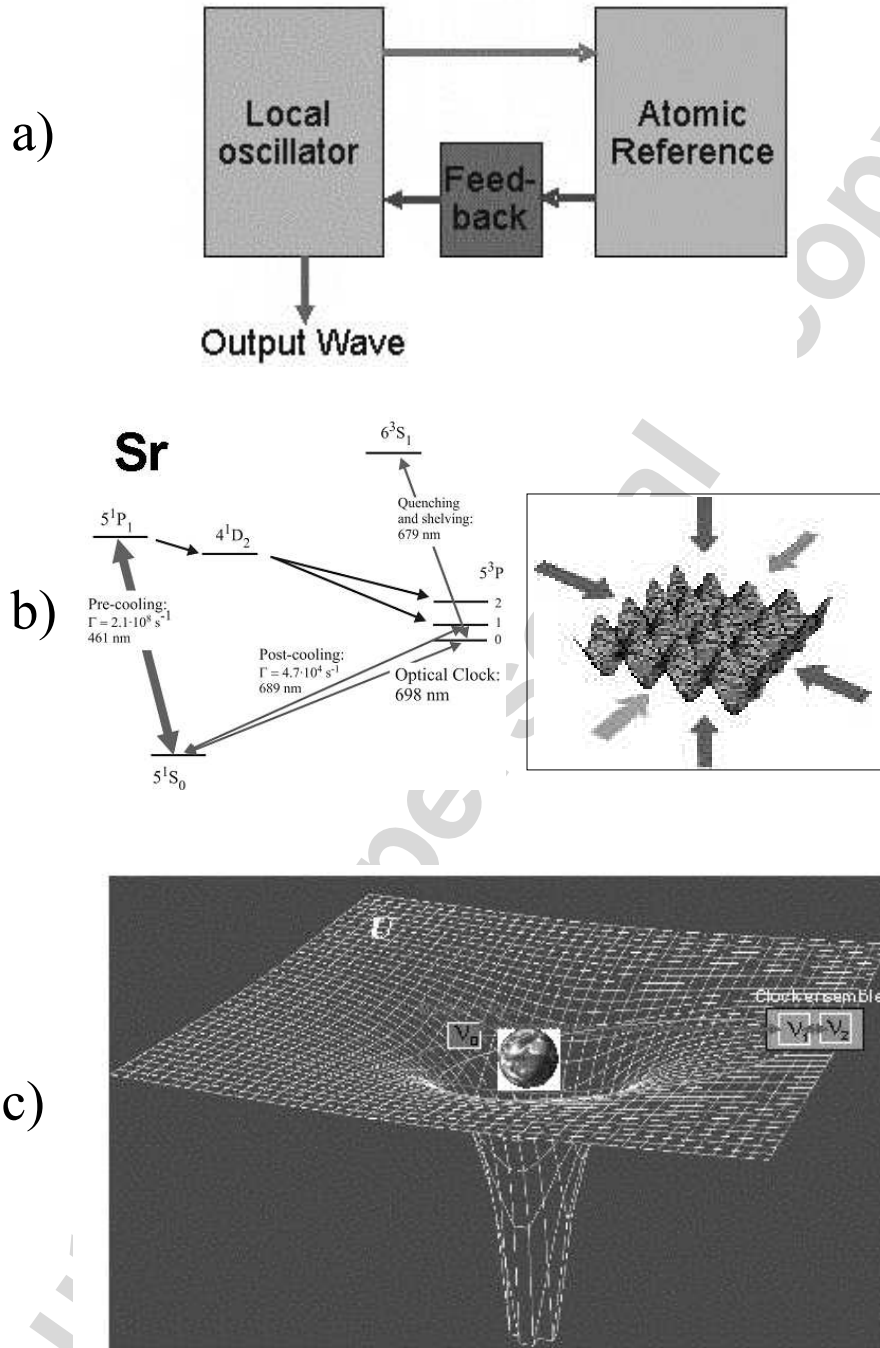 a)
Local
oscillator
Atomic
Reference
Feed-
back
Output Wave
b)
Sr
6³S₁
5¹P₁
4¹D₂
Quenching
and shelving:
679 nm
5³P
2
1
0
Pre-cooling:
Γ = 2.1·10⁸ s⁻¹
461 nm
Post-cooling:
Γ = 4.7·10⁴ s⁻¹
689 nm
Optical Clock:
698 nm
5¹S₀
c)
U
Clock ensemble
ν₀
ν₁
ν₂